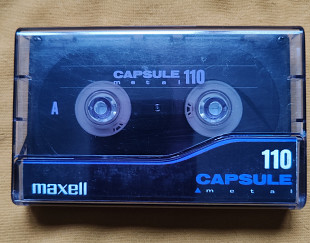 CAPSULE 110
metal
A
110
CAPSULE
maxell
metal